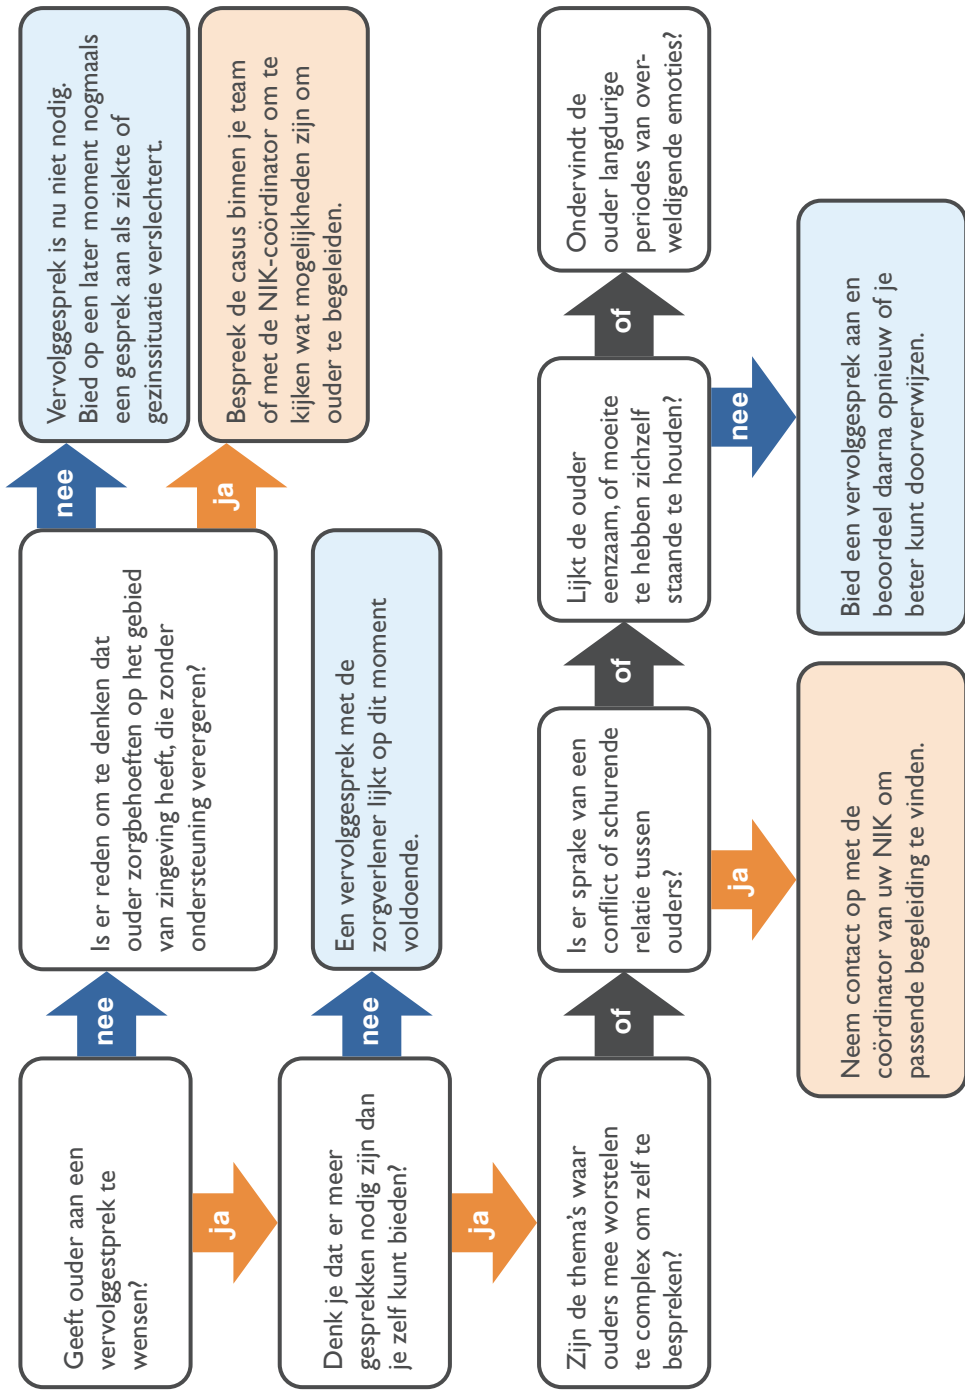 Geeft ouder aan een
vervolggestprek te
wensen?
nee
Is er reden om te denken dat
ouder zorgbehoeften op het gebied
van zingeving heeft, die zonder
ondersteuning verergeren?
nee
Vervolggesprek is nu niet nodig.
Bied op een later moment nogmaals
een gesprek aan als ziekte of
gezinssituatie verslechtert.
ja
Bespreek de casus binnen je team
of met de NIK-coördinator om te
kijken wat mogelijkheden zijn om
ouder te begeleiden.
ja
Denk je dat er meer
gesprekken nodig zijn dan
je zelf kunt bieden?
nee
Een vervolggesprek met de
zorgverlener lijkt op dit moment
voldoende.
ja
Zijn de thema's waar
ouders mee worstelen
te complex om zelf te
bespreken?
of
Is er sprake van een
conflict of schurende
relatie tussen
ouders?
of
Lijkt de ouder
eenzaam, of moeite
te hebben zichzelf
staande te houden?
of
Ondervindt de
ouder langdurige
periodes van over-
weldigende emoties?
ja
Neem contact op met de
coördinator van uw NIK om
passende begeleiding te vinden.
nee
Bied een vervolggesprek aan en
beoordeel daarna opnieuw of je
beter kunt doorverwijzen.